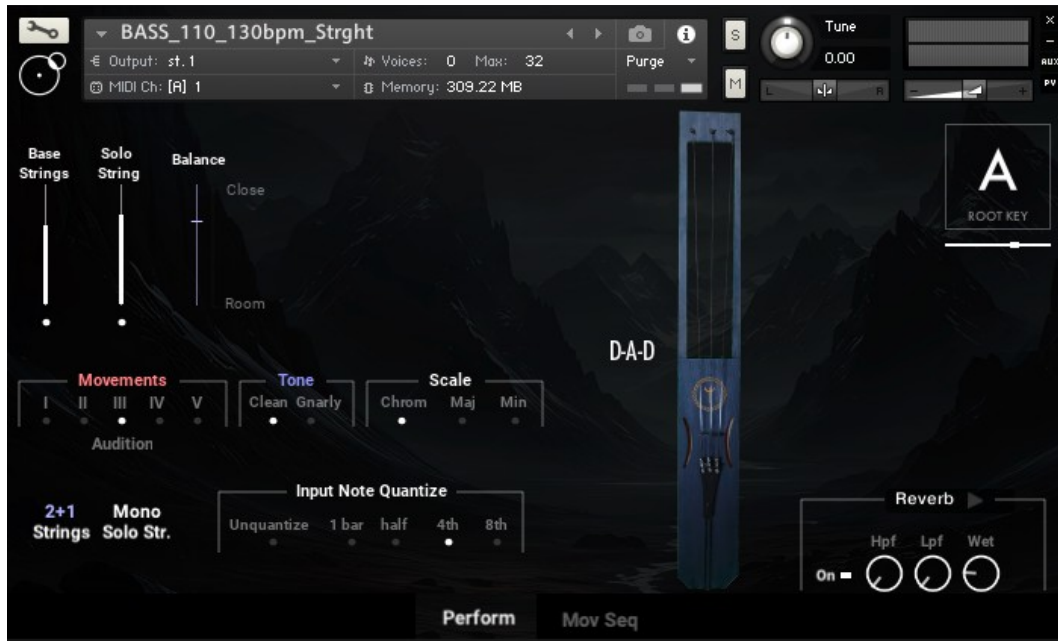 BASS_110_130bpm_Strght
Output: st.1
Voices: 0 Max: 32
Purge
MIDI Ch: [A] 1
Memory: 309.22 MB
S
M
Tune
0.00
L R
- +
X
-
AUX
PV
Base Strings
Solo String
Balance
Close
Room
A
ROOT KEY
D-A-D
Movements
I II III IV V
Audition
Tone
Clean Gnarly
Scale
Chrom Maj Min
2+1 Strings
Mono Solo Str.
Input Note Quantize
Unquantize 1 bar half 4th 8th
Reverb
Hpf Lpf Wet
On
Perform
Mov Seq